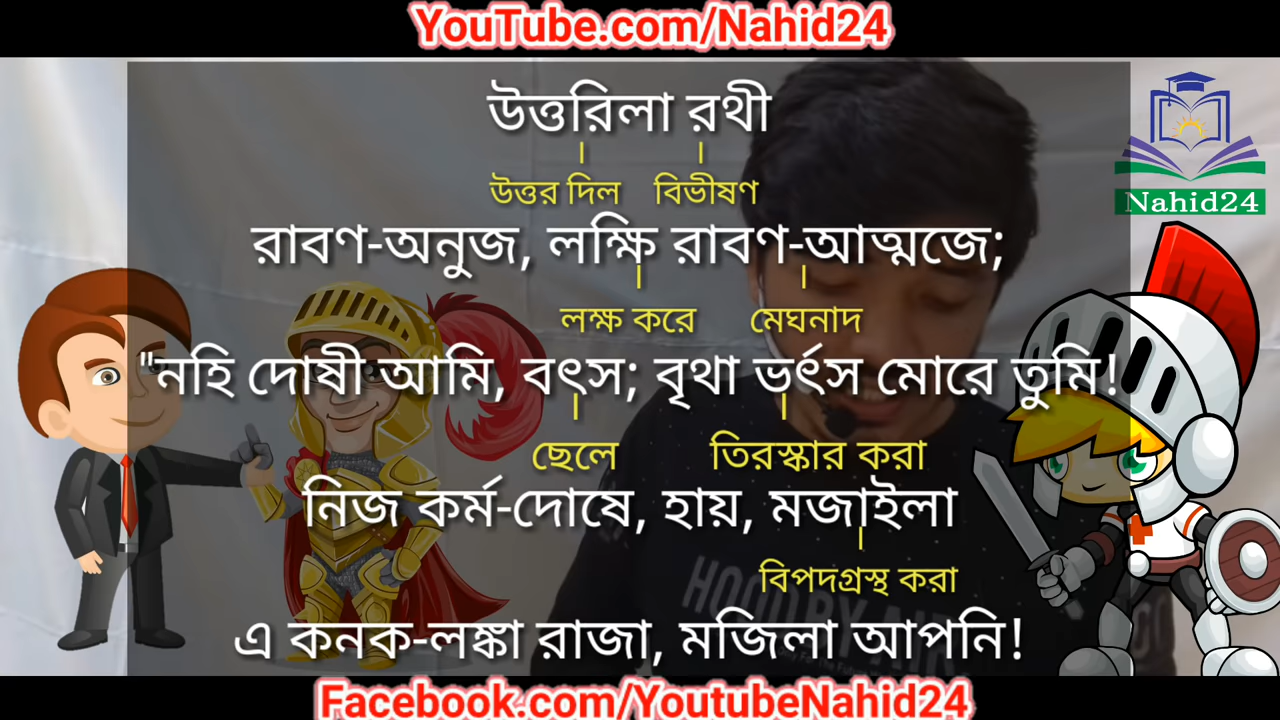 YouTube.com/Nahid24
Nahid24
উত্তরিলা রথী
উত্তর দিল বিভীষণ
রাবণ-অনুজ, লক্ষি রাবণ-আত্মজে;
লক্ষ করে মেঘনাদ
"নহি দোষী আমি, বৎস; বৃথা ভর্ৎস মোরে তুমি!
ছেলে তিরস্কার করা
নিজ কর্ম-দোষে, হায়, মজাইলা
বিপদগ্রস্থ করা
এ কনক-লঙ্কা রাজা, মজিলা আপনি!
Facebook.com/YoutubeNahid24